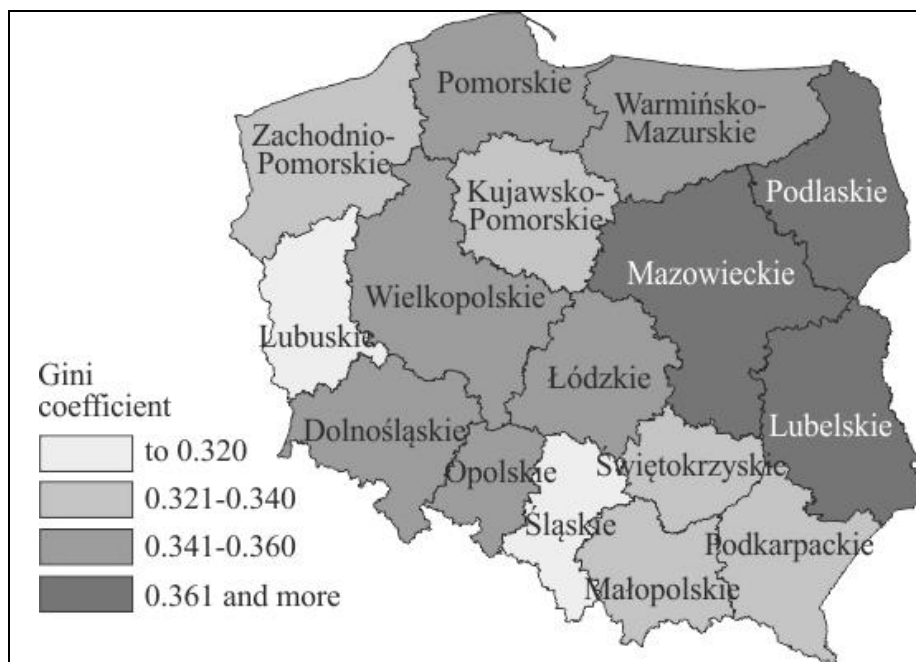 Pomorskie
Warmińsko-
Mazurskie
Zachodnio-
Pomorskie
Kujawsko-
Pomorskie
Podlaskie
Mazowieckie
Wielkopolskie
Lubuskie
Łódzkie
Dolnośląskie
Lubelskie
Opolskie
Świętokrzyskie
Śląskie
Podkarpackie
Małopolskie
Gini
coefficient
to 0.320
0.321-0.340
0.341-0.360
0.361 and more